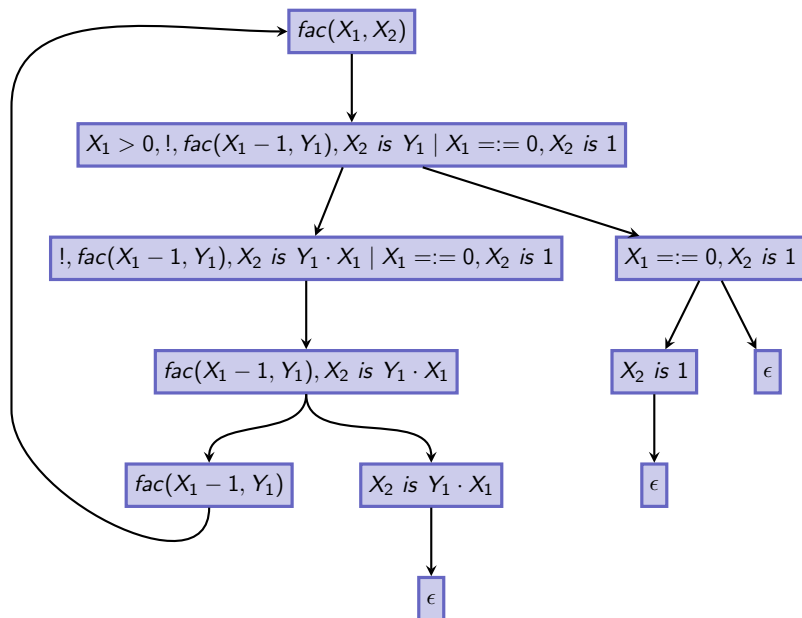 fac(X₁, X₂)
X₁ > 0, !, fac(X₁ − 1, Y₁), X₂ is Y₁ | X₁ =:= 0, X₂ is 1
!, fac(X₁ − 1, Y₁), X₂ is Y₁ · X₁ | X₁ =:= 0, X₂ is 1
X₁ =:= 0, X₂ is 1
fac(X₁ − 1, Y₁), X₂ is Y₁ · X₁
X₂ is 1
ϵ
fac(X₁ − 1, Y₁)
X₂ is Y₁ · X₁
ϵ
ϵ